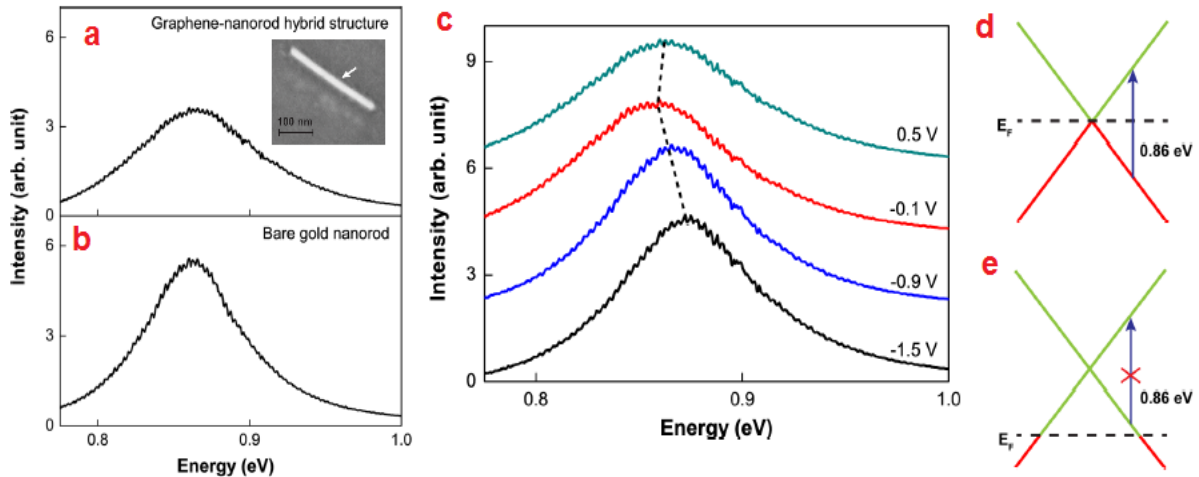 a
Graphene-nanorod hybrid structure
100 nm
6
3
0
b
Bare gold nanorod
6
3
0
0.8
0.9
1.0
Energy (eV)
Intensity (arb. unit)
c
9
6
3
0
0.5 V
-0.1 V
-0.9 V
-1.5 V
0.8
0.9
1.0
Energy (eV)
Intensity (arb. unit)
d
EF
0.86 eV
e
EF
0.86 eV